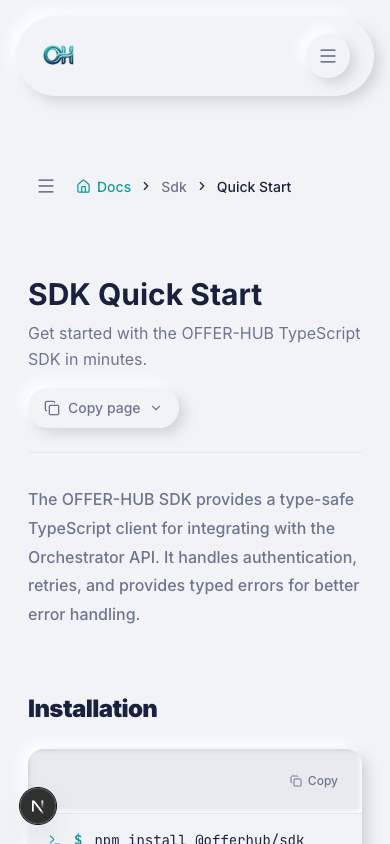 OH
Docs > Sdk > Quick Start
SDK Quick Start
Get started with the OFFER-HUB TypeScript
SDK in minutes.
Copy page
The OFFER-HUB SDK provides a type-safe
TypeScript client for integrating with the
Orchestrator API. It handles authentication,
retries, and provides typed errors for better
error handling.
Installation
Copy
N
$ npm install @offerhub/sdk